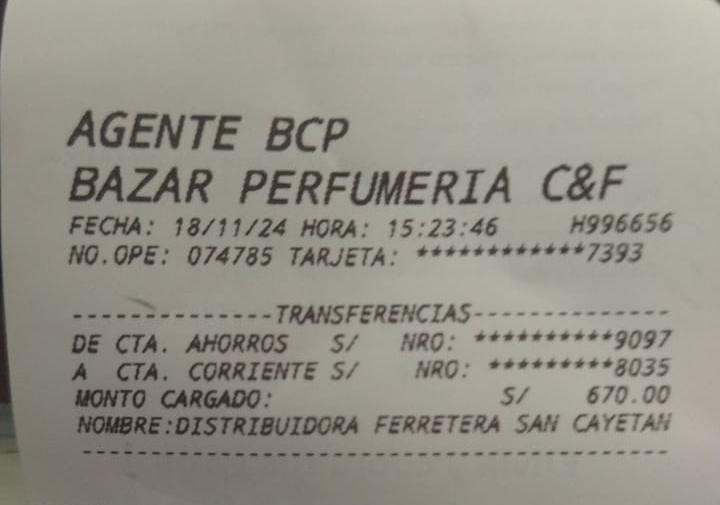 AGENTE BCP
BAZAR PERFUMERIA C&F
FECHA: 18/11/24 HORA: 15:23:46 H996656
NO.OPE: 074785 TARJETA: ************7393
--------------TRANSFERENCIAS--------------
DE CTA. AHORROS S/ NRO: **********9097
A CTA. CORRIENTE S/ NRO: *********8035
MONTO CARGADO: S/ 670.00
NOMBRE:DISTRIBUIDORA FERRETERA SAN CAYETAN
------------------------------------------